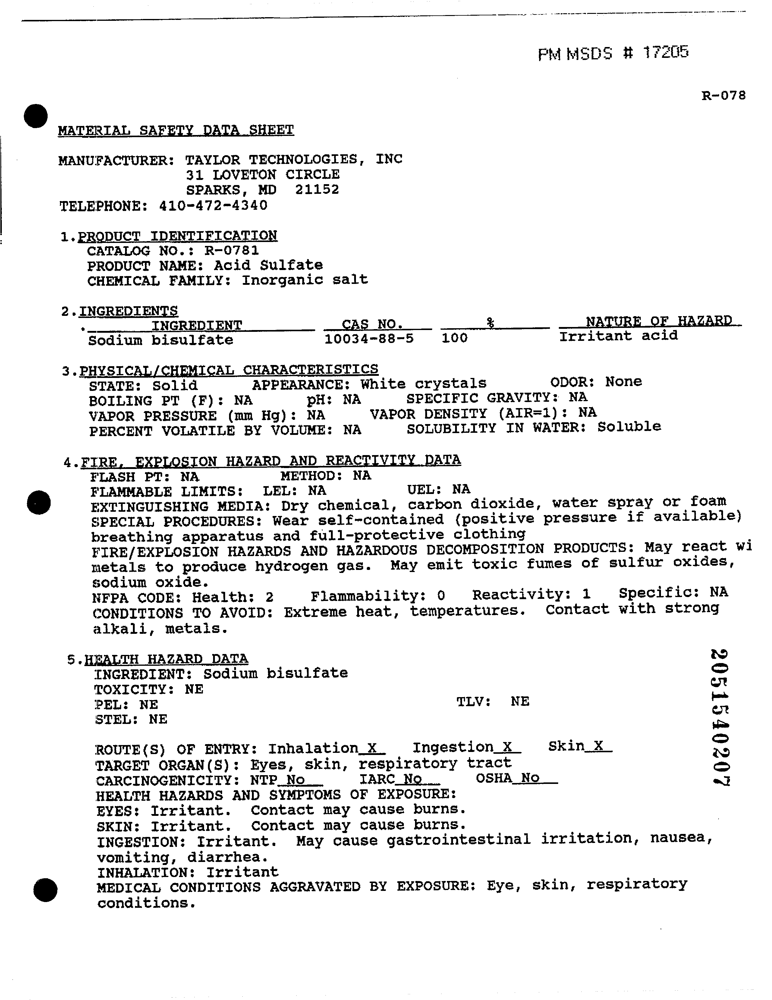 PM MSDS # 17205
R-078
MATERIAL SAFETY DATA SHEET
MANUFACTURER: TAYLOR TECHNOLOGIES, INC
31 LOVETON CIRCLE
SPARKS, MD 21152
TELEPHONE: 410-472-4340
1.PRODUCT IDENTIFICATION
CATALOG NO.: R-0781
PRODUCT NAME: Acid Sulfate
CHEMICAL FAMILY: Inorganic salt
2.INGREDIENTS
INGREDIENT CAS NO. % NATURE OF HAZARD
Sodium bisulfate 10034-88-5 100 Irritant acid
3.PHYSICAL/CHEMICAL CHARACTERISTICS
STATE: Solid APPEARANCE: White crystals ODOR: None
BOILING PT (F): NA pH: NA SPECIFIC GRAVITY: NA
VAPOR PRESSURE (mm Hg): NA VAPOR DENSITY (AIR=1): NA
PERCENT VOLATILE BY VOLUME: NA SOLUBILITY IN WATER: Soluble
4.FIRE, EXPLOSION HAZARD AND REACTIVITY DATA
FLASH PT: NA METHOD: NA
FLAMMABLE LIMITS: LEL: NA UEL: NA
EXTINGUISHING MEDIA: Dry chemical, carbon dioxide, water spray or foam
SPECIAL PROCEDURES: Wear self-contained (positive pressure if available)
breathing apparatus and full-protective clothing
FIRE/EXPLOSION HAZARDS AND HAZARDOUS DECOMPOSITION PRODUCTS: May react wi
metals to produce hydrogen gas. May emit toxic fumes of sulfur oxides,
sodium oxide.
NFPA CODE: Health: 2 Flammability: 0 Reactivity: 1 Specific: NA
CONDITIONS TO AVOID: Extreme heat, temperatures. Contact with strong
alkali, metals.
5.HEALTH HAZARD DATA
INGREDIENT: Sodium bisulfate
TOXICITY: NE
PEL: NE TLV: NE
STEL: NE
ROUTE(S) OF ENTRY: Inhalation X Ingestion X Skin X
TARGET ORGAN(S): Eyes, skin, respiratory tract
CARCINOGENICITY: NTP No IARC No OSHA No
HEALTH HAZARDS AND SYMPTOMS OF EXPOSURE:
EYES: Irritant. Contact may cause burns.
SKIN: Irritant. Contact may cause burns.
INGESTION: Irritant. May cause gastrointestinal irritation, nausea,
vomiting, diarrhea.
INHALATION: Irritant
MEDICAL CONDITIONS AGGRAVATED BY EXPOSURE: Eye, skin, respiratory
conditions.
2051540207